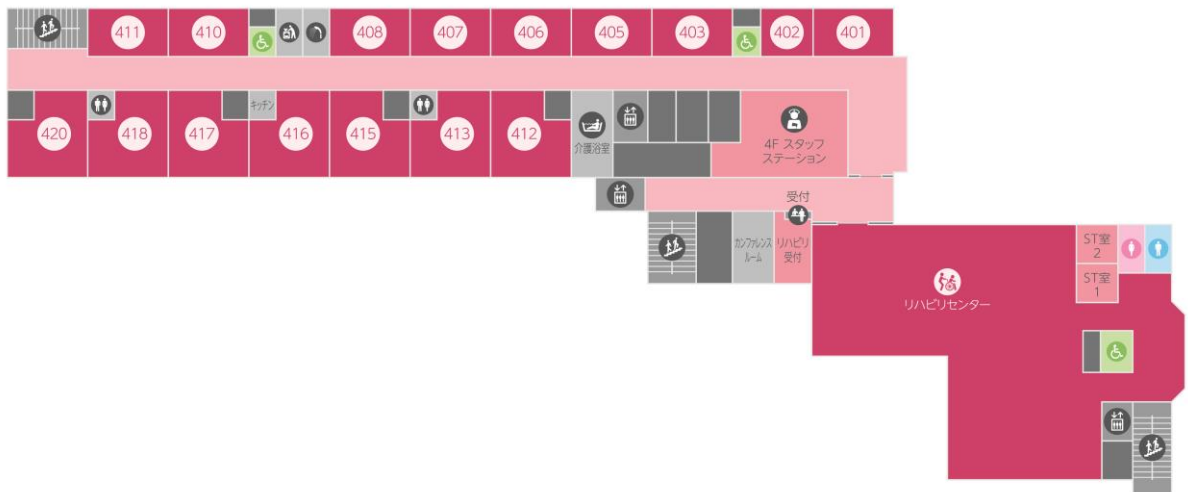 411
410
408
407
406
405
403
402
401
420
418
417
キッチン
416
415
413
412
介護浴室
4F スタッフ
ステーション
受付
カンファレンス
ルーム
リハビリ
受付
ST室
2
ST室
1
リハビリセンター